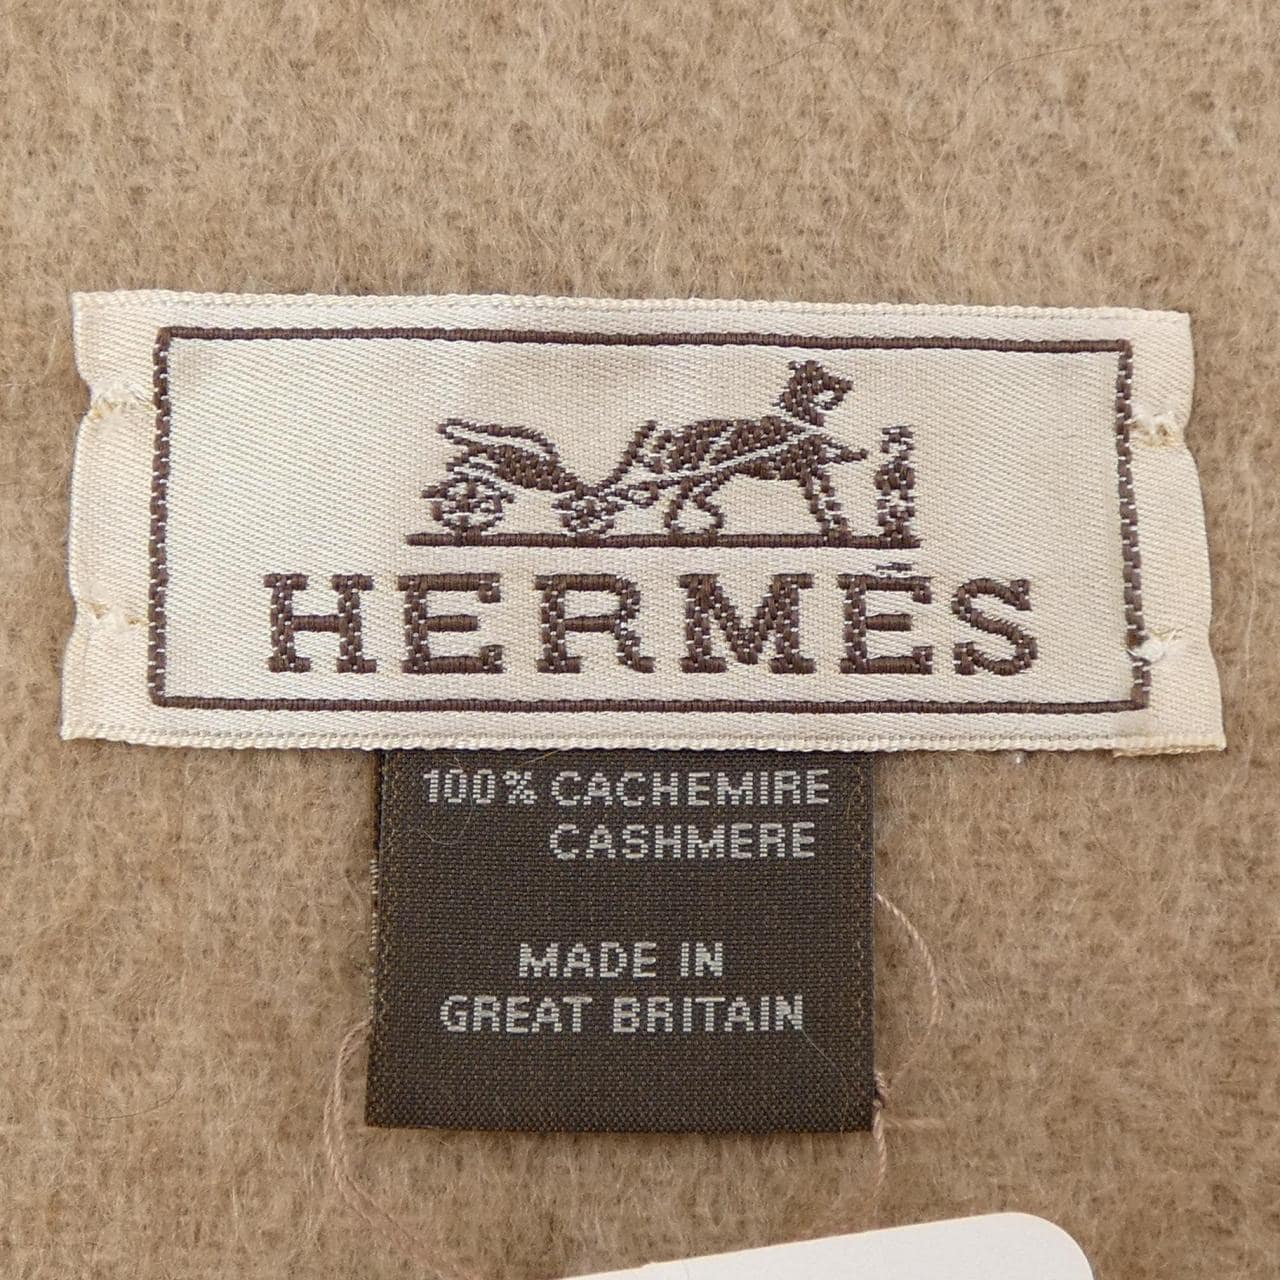 HERMÈS
100% CACHEMIRE
CASHMERE
MADE IN
GREAT BRITAIN